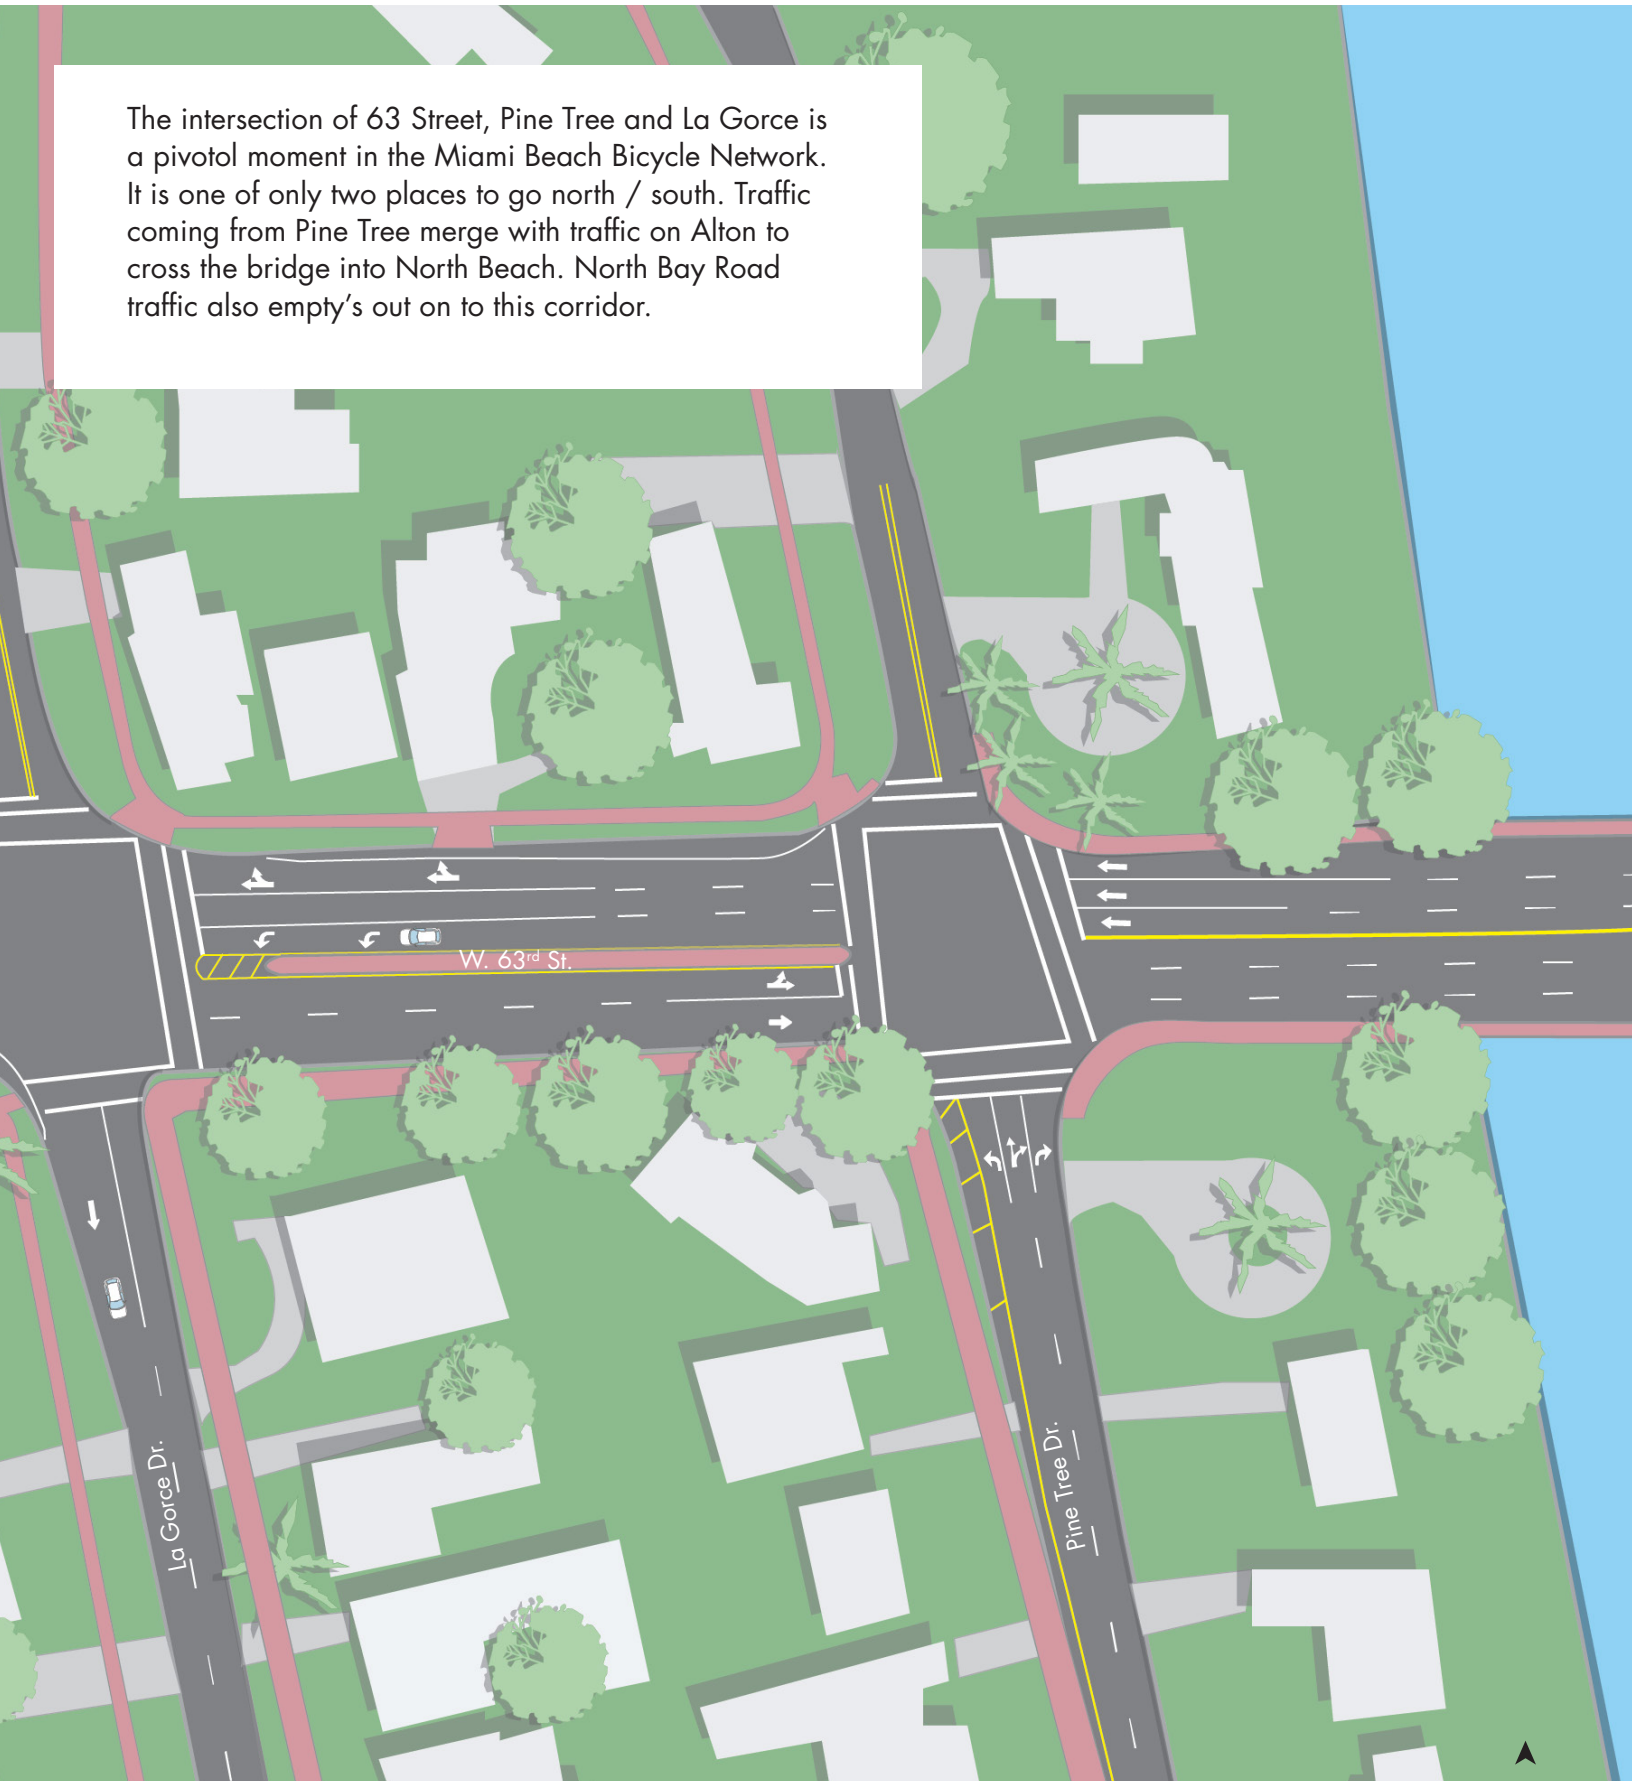 The intersection of 63 Street, Pine Tree and La Gorce is
a pivotol moment in the Miami Beach Bicycle Network.
It is one of only two places to go north / south. Traffic
coming from Pine Tree merge with traffic on Alton to
cross the bridge into North Beach. North Bay Road
traffic also empty's out on to this corridor.
W. 63rd St.
La Gorce Dr.
Pine Tree Dr.